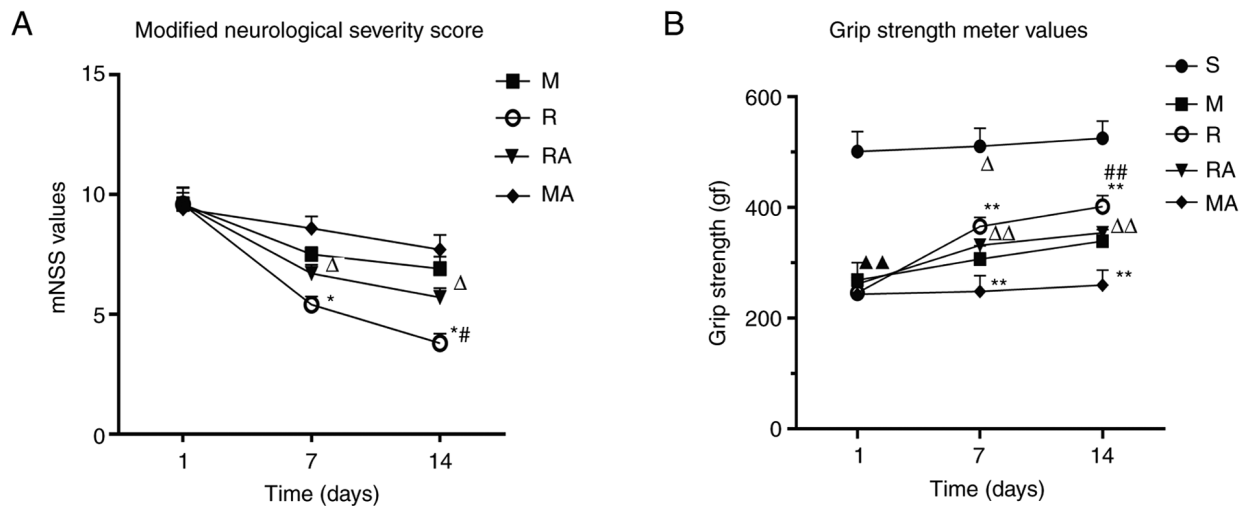 A
Modified neurological severity score
15
10
5
0
mNSS values
M
R
RA
MA
Δ
*
Δ
*#
1
7
14
Time (days)
B
Grip strength meter values
S
M
R
RA
MA
600
400
200
0
Grip strength (gf)
▲▲
Δ
**
ΔΔ
**
##
**
ΔΔ
**
1
7
14
Time (days)